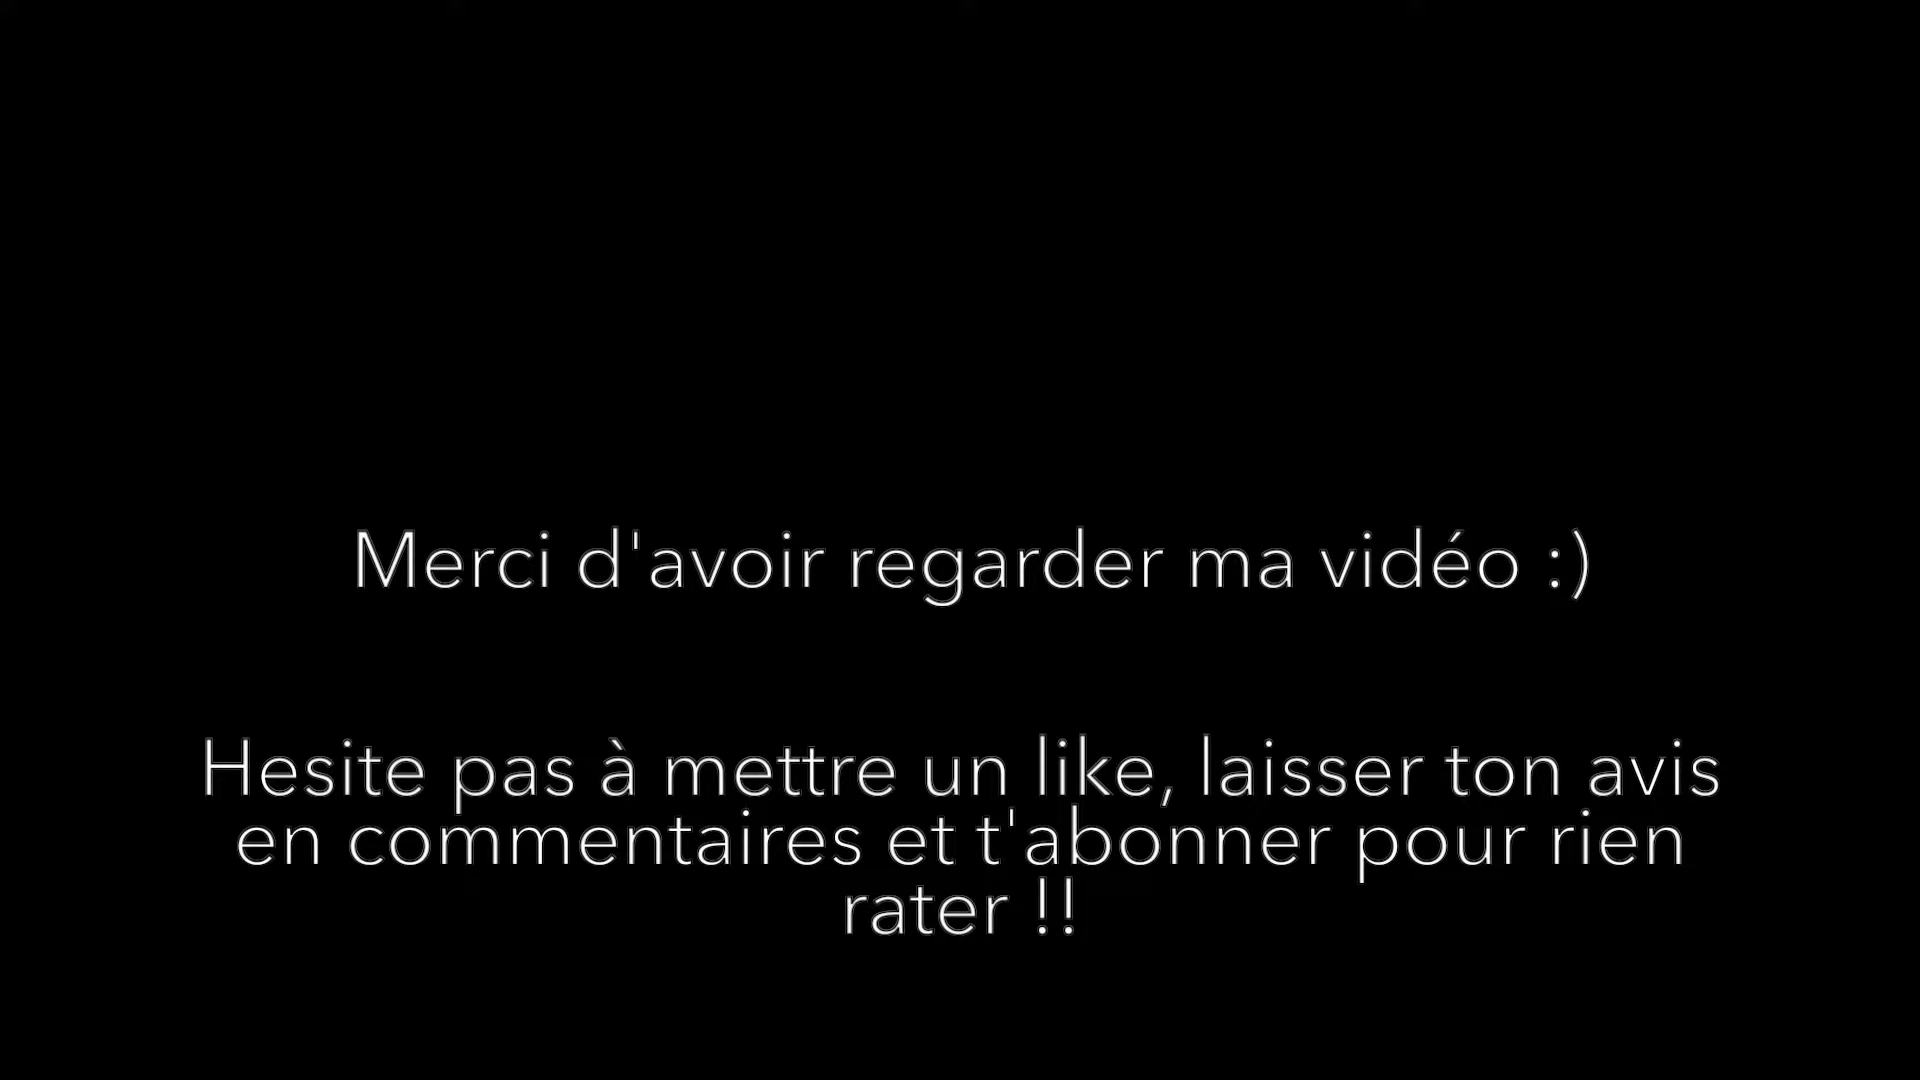 Merci d'avoir regarder ma vidéo :)
Hesite pas à mettre un like, laisser ton avis
en commentaires et t'abonner pour rien
rater !!